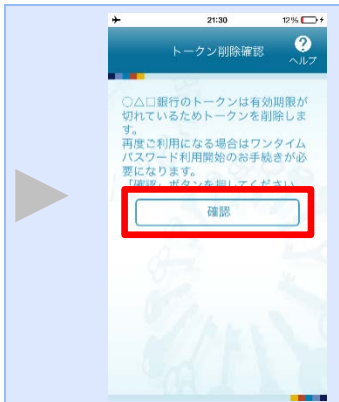 21:30
12%
トークン削除確認
?
ヘルプ
○△□銀行のトークンは有効期限が
切れているためトークンを削除しま
す。
再度ご利用になる場合はワンタイム
パスワード利用開始のお手続きが必
要になります。
「確認」ボタンを押してください
確認